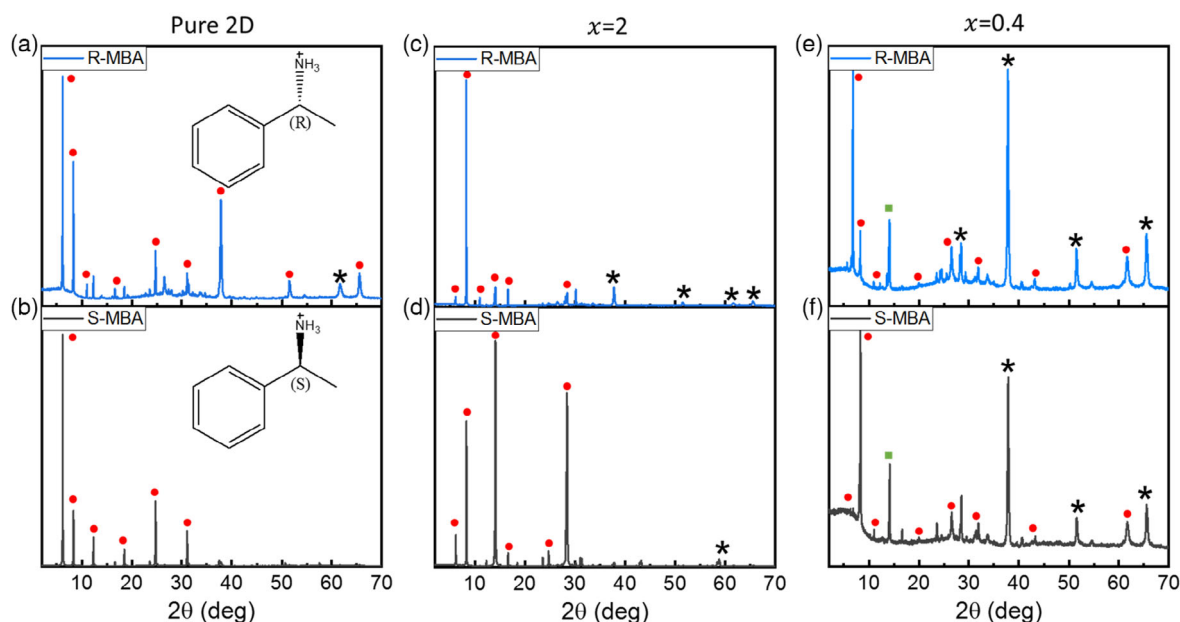 Pure 2D
x=2
x=0.4
(a)
R-MBA
NH₃
+
(R)
(b)
S-MBA
NH₃
+
(S)
10 20 30 40 50 60 70
2θ (deg)
(c)
R-MBA
(d)
S-MBA
10 20 30 40 50 60 70
2θ (deg)
(e)
R-MBA
(f)
S-MBA
10 20 30 40 50 60 70
2θ (deg)